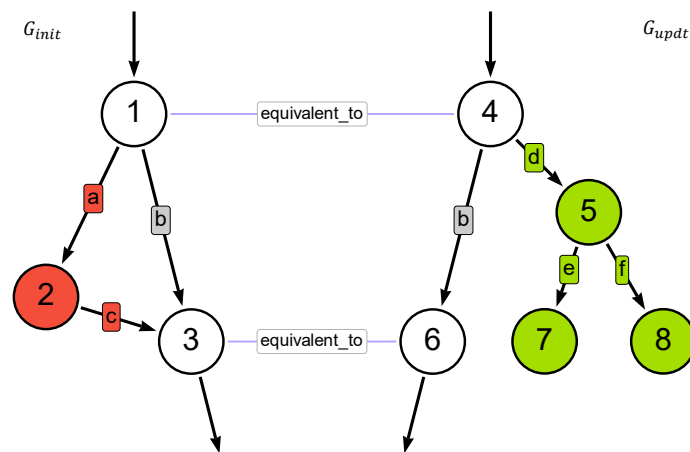 G_init
G_updt
1
equivalent_to
4
d
a
b
b
5
e
f
2
c
3
equivalent_to
6
7
8